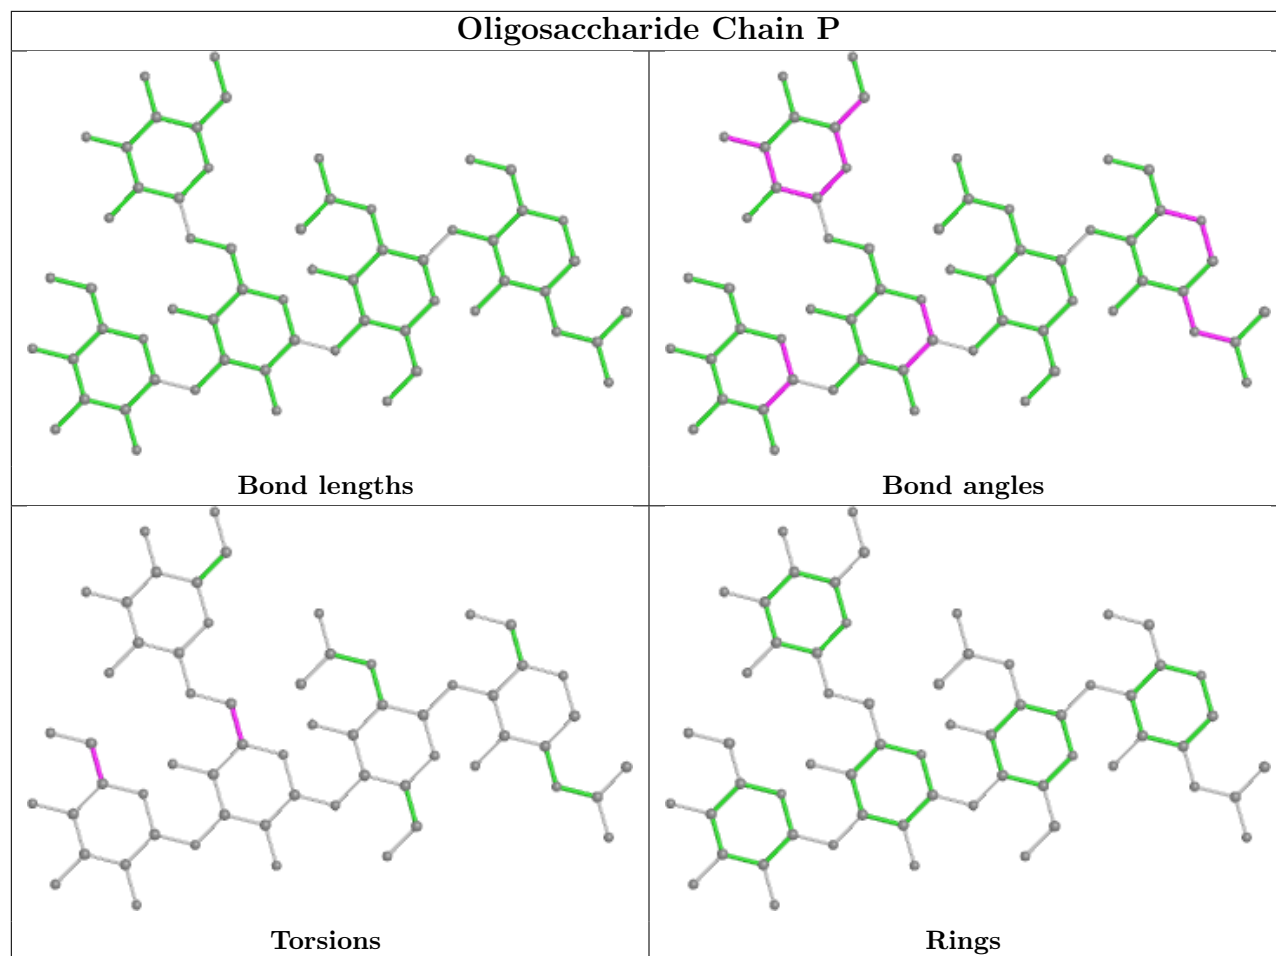 Oligosaccharide Chain P
Bond lengths
Bond angles
Torsions
Rings